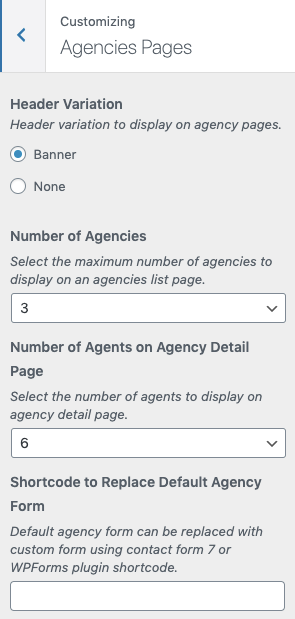 Customizing
Agencies Pages
Header Variation
Header variation to display on agency pages.
Banner
None
Number of Agencies
Select the maximum number of agencies to
display on an agencies list page.
3
Number of Agents on Agency Detail
Page
Select the number of agents to display on
agency detail page.
6
Shortcode to Replace Default Agency
Form
Default agency form can be replaced with
custom form using contact form 7 or
WPForms plugin shortcode.